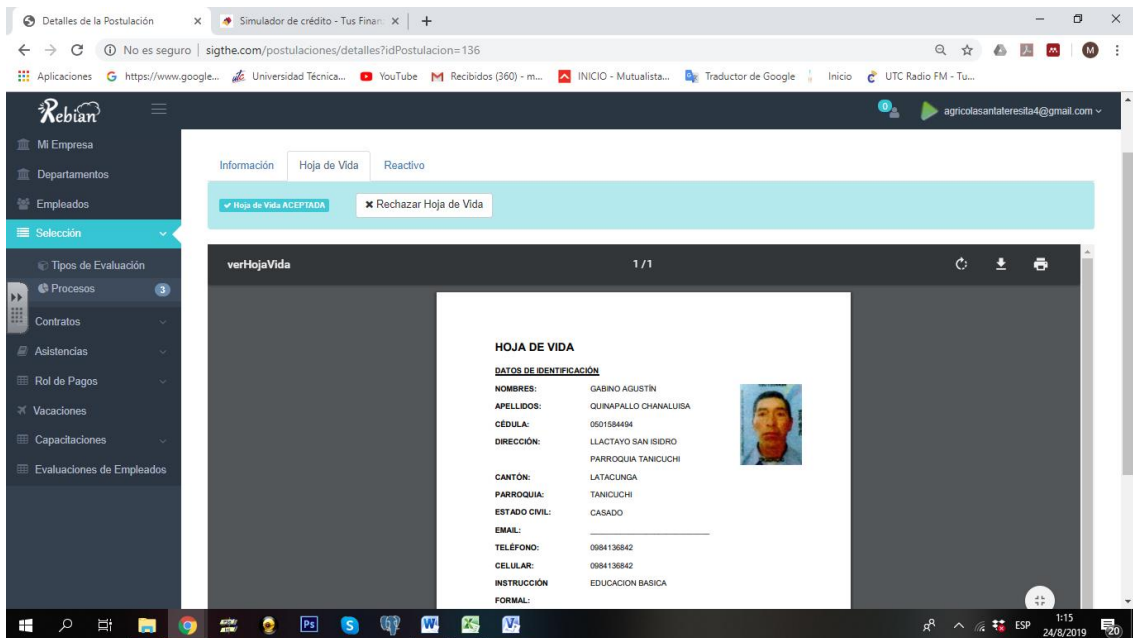 Detalles de la Postulación
Simulador de crédito - Tus Finan
No es seguro | sigthe.com/postulaciones/detalles?idPostulacion=136
Aplicaciones https://www.google... Universidad Técnica... YouTube Recibidos (360) - m... INICIO - Mutualista... Traductor de Google Inicio UTC Radio FM - Tu...
Rebian
0 agricolasantateresita4@gmail.com
Mi Empresa
Departamentos
Empleados
Selección
Tipos de Evaluación
Procesos 3
Contratos
Asistencias
Rol de Pagos
Vacaciones
Capacitaciones
Evaluaciones de Empleados
Información Hoja de Vida Reactivo
Hoja de Vida ACEPTADA Rechazar Hoja de Vida
verHojaVida 1 / 1
HOJA DE VIDA
DATOS DE IDENTIFICACIÓN
NOMBRES: GABINO AGUSTÍN
APELLIDOS: QUINAPALLO CHANALUISA
CÉDULA: 0501584494
DIRECCIÓN: LLACTAYO SAN ISIDRO
PARROQUIA TANICUCHI
CANTÓN: LATACUNGA
PARROQUIA: TANICUCHI
ESTADO CIVIL: CASADO
EMAIL:
TELÉFONO: 0984136842
CELULAR: 0984136842
INSTRUCCIÓN EDUCACION BASICA
FORMAL:
ESP
1:15
24/8/2019
20